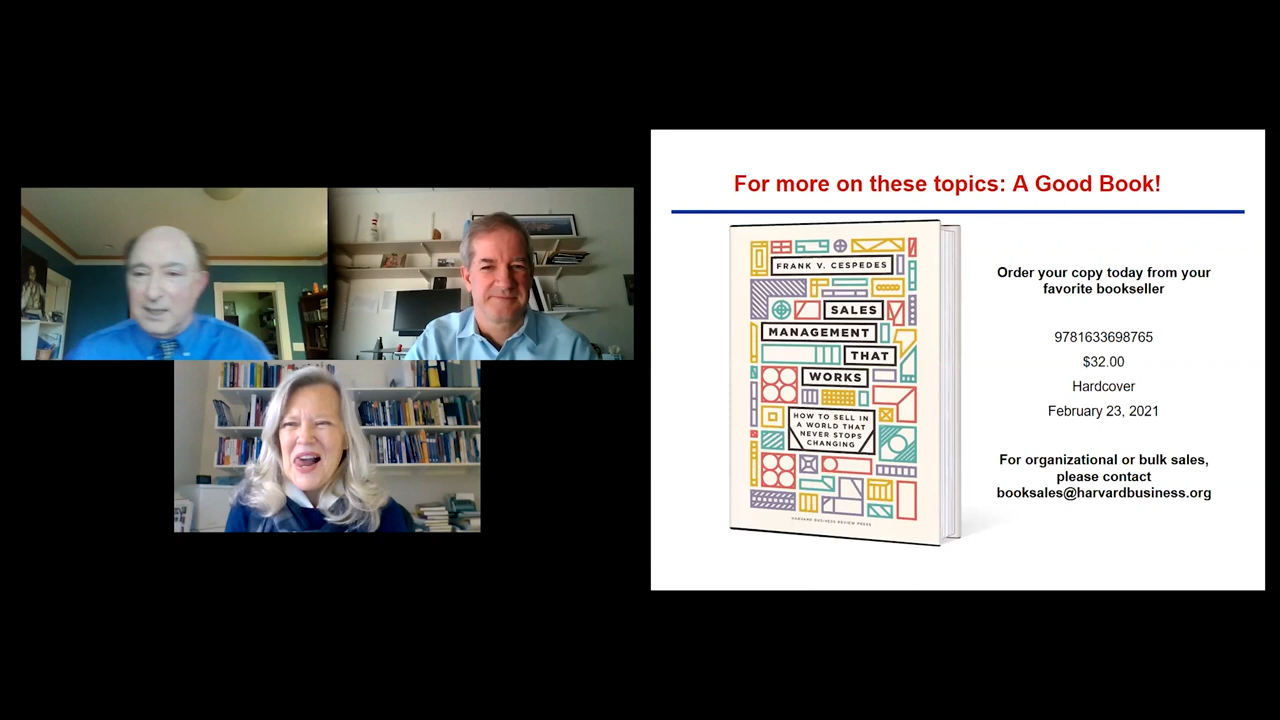 For more on these topics: A Good Book!
FRANK V. CESPEDES
SALES
MANAGEMENT
THAT
WORKS
HOW TO SELL IN
A WORLD THAT
NEVER STOPS
CHANGING
HARVARD BUSINESS REVIEW PRESS
Order your copy today from your
favorite bookseller
9781633698765
$32.00
Hardcover
February 23, 2021
For organizational or bulk sales,
please contact
booksales@harvardbusiness.org